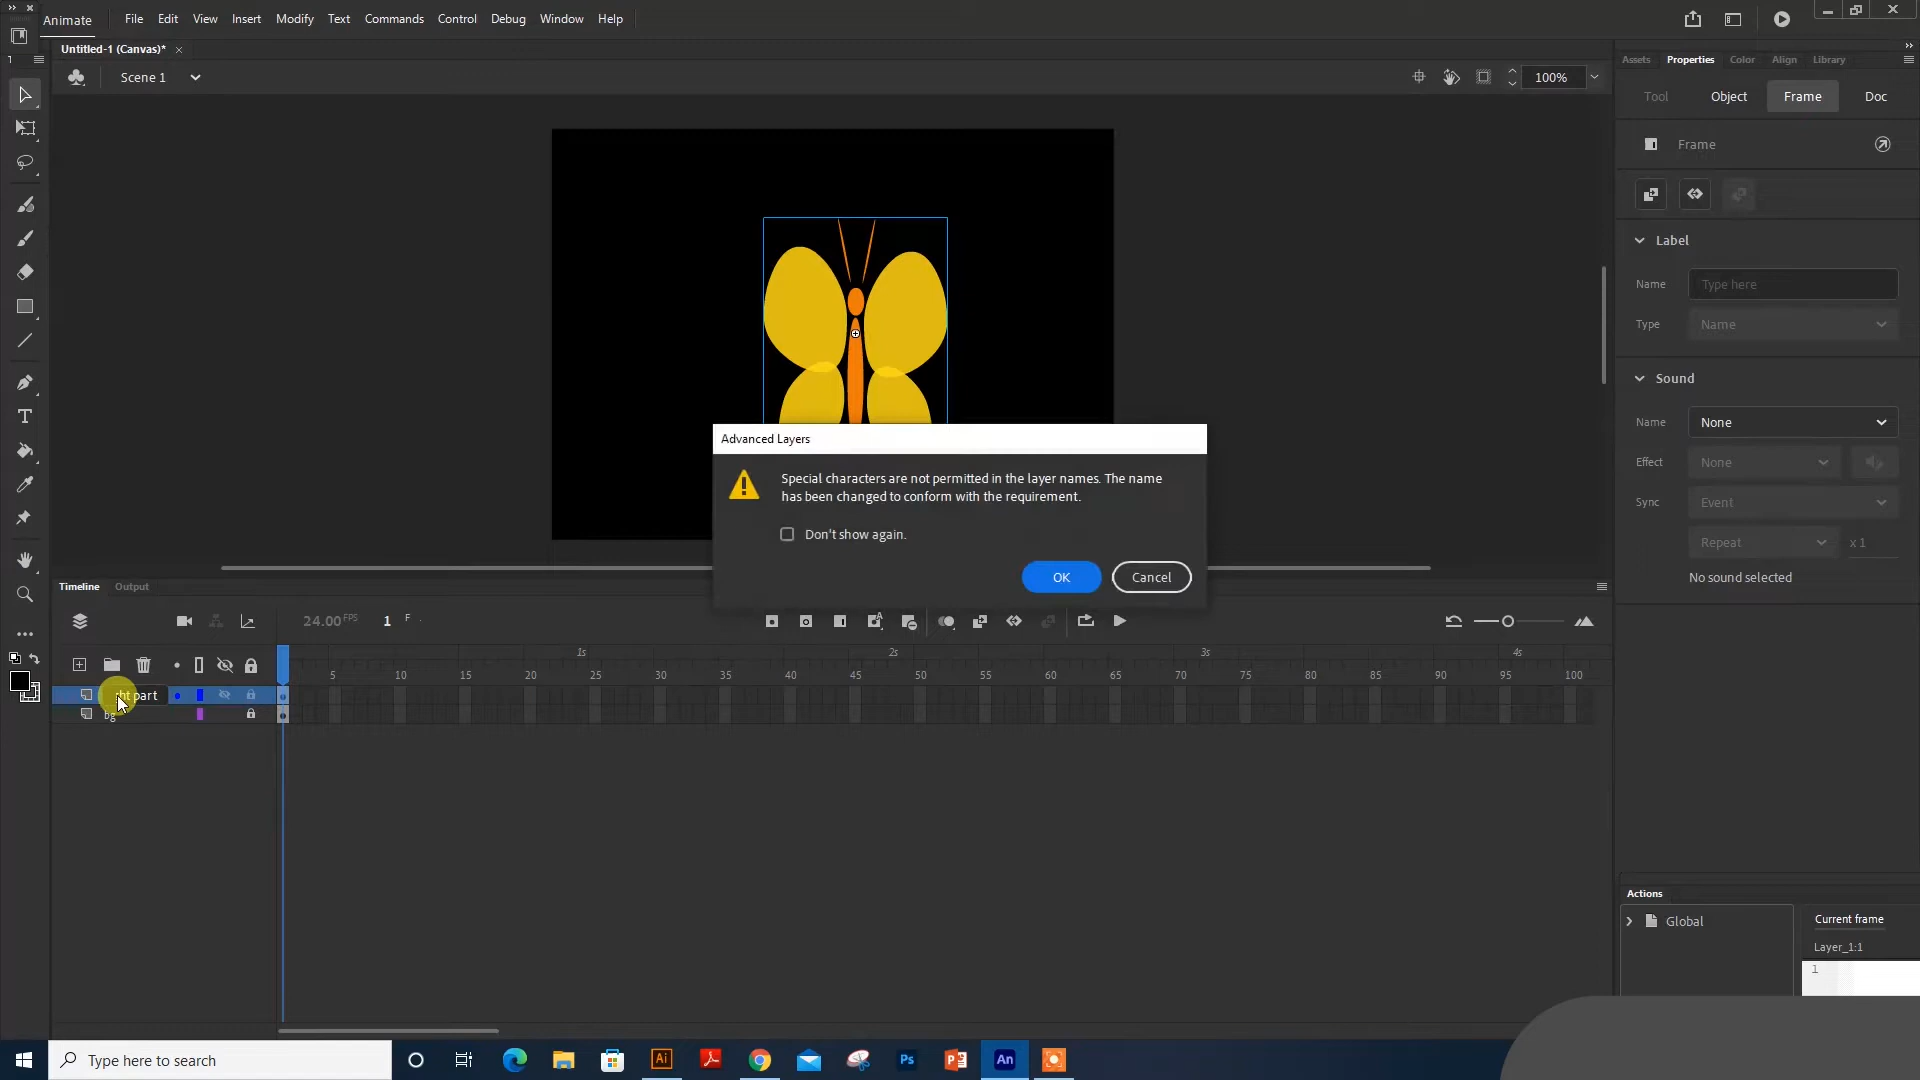 Animate File Edit View Insert Modify Text Commands Control Debug Window Help
Untitled-1 (Canvas)* ×
Scene 1 100%
Assets Properties Color Align Library
Tool Object Frame Doc
Frame
Label
Name Type here
Type Name
Sound
Name None
Effect None
Sync Event
Repeat x 1
No sound selected
Advanced Layers
Special characters are not permitted in the layer names. The name
has been changed to conform with the requirement.
Don't show again.
OK Cancel
Timeline Output
24.00 FPS 1 F
1s 2s 3s 4s
5 10 15 20 25 30 35 40 45 50 55 60 65 70 75 80 85 90 95 100
part
bg
Actions
Global
Current frame
Layer_1:1
1
Type here to search
Ai Ps An